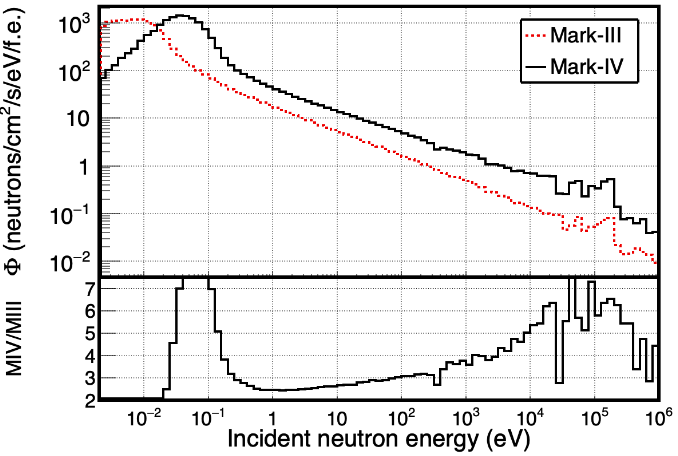 Φ (neutrons/cm²/s/eV/f.e.)
10³
10²
10
1
10⁻¹
10⁻²
Mark-III
Mark-IV
MIV/MIII
7
6
5
4
3
2
10⁻² 10⁻¹ 1 10 10² 10³ 10⁴ 10⁵ 10⁶
Incident neutron energy (eV)